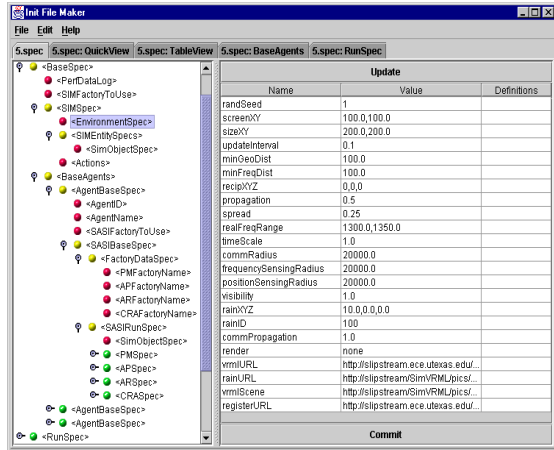 Init File Maker
File Edit Help
5.spec 5.spec: QuickView 5.spec: TableView 5.spec: BaseAgents 5.spec: RunSpec
<BaseSpec>
<PerfDataLog>
<SIMFactoryToUse>
<SIMSpec>
<EnvironmentSpec>
<SIMEntitySpecs>
<SimObjectSpec>
<Actions>
<BaseAgents>
<AgentBaseSpec>
<AgentID>
<AgentName>
<SASIFactoryToUse>
<SASIBaseSpec>
<FactoryDataSpec>
<PMFactoryName>
<APFactoryName>
<ARFactoryName>
<CRAFactoryName>
<SASIRunSpec>
<SimObjectSpec>
<PMSpec>
<APSpec>
<ARSpec>
<CRASpec>
<AgentBaseSpec>
<AgentBaseSpec>
<RunSpec>
Update
Name Value Definitions
randSeed 1
screenXY 100.0,100.0
sizeXY 200.0,200.0
updateInterval 0.1
minGeoDist 100.0
minFreqDist 100.0
recipXYZ 0,0,0
propagation 0.5
spread 0.25
realFreqRange 1300.0,1350.0
timeScale 1.0
commRadius 20000.0
frequencySensingRadius 20000.0
positionSensingRadius 20000.0
visibility 1.0
rainXYZ 10.0,0.0,0.0
rainID 100
commPropagation 1.0
render none
vrmlURL http://slipstream.ece.utexas.edu/...
rainURL http://slipstream/SimVRML/pics/...
vrmlScene http://slipstream/SimVRML/pics/...
registerURL http://slipstream.ece.utexas.edu/...
Commit